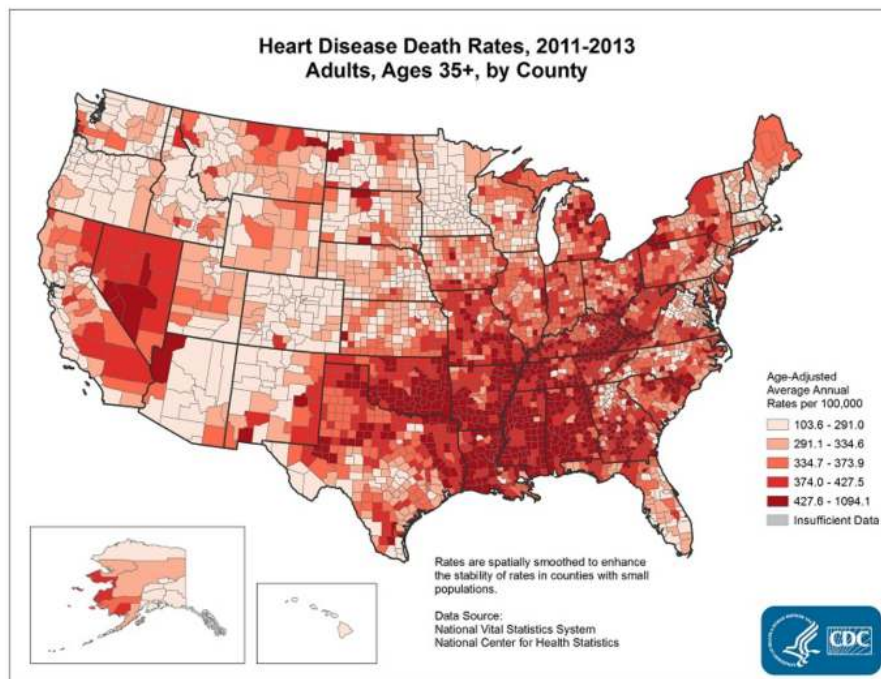 Heart Disease Death Rates, 2011-2013
Adults, Ages 35+, by County
Age-Adjusted
Average Annual
Rates per 100,000
103.6 - 291.0
291.1 - 334.6
334.7 - 373.9
374.0 - 427.5
427.6 - 1094.1
Insufficient Data
Rates are spatially smoothed to enhance
the stability of rates in counties with small
populations.
Data Source:
National Vital Statistics System
National Center for Health Statistics
CDC